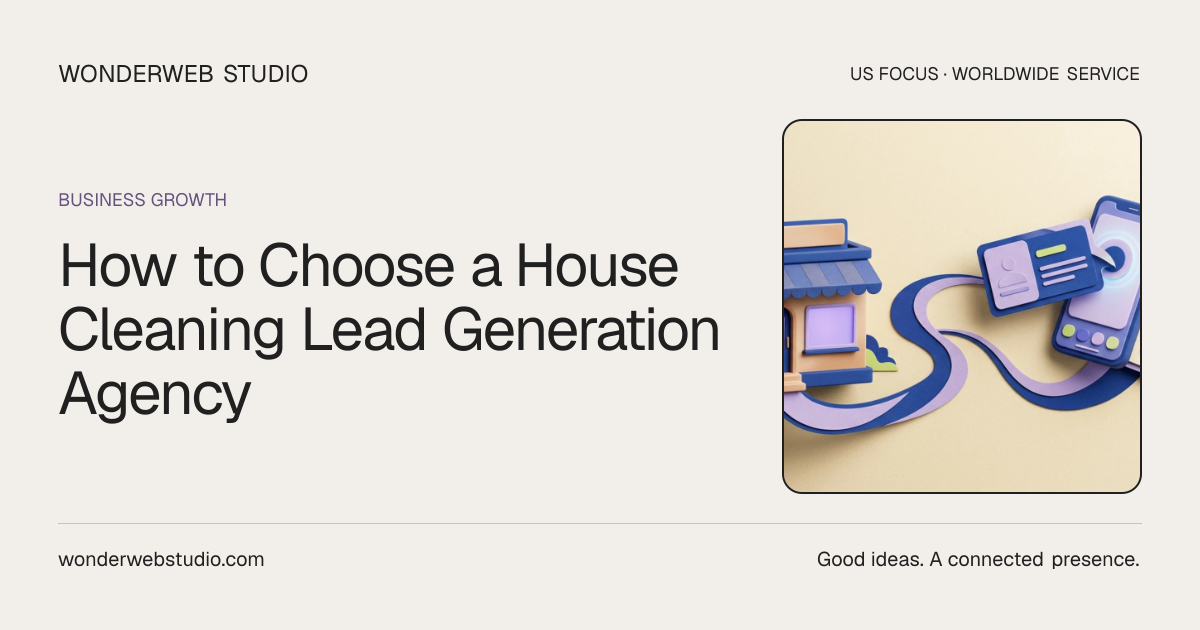 WONDERWEB STUDIO
US FOCUS · WORLDWIDE SERVICE
BUSINESS GROWTH
How to Choose a House
Cleaning Lead Generation
Agency
wonderwebstudio.com
Good ideas. A connected presence.